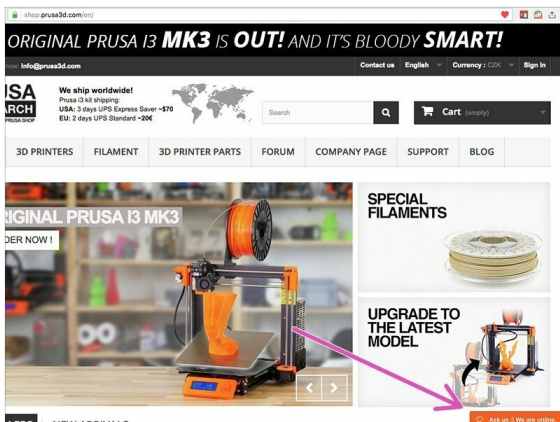 shop.prusa3d.com/en/
ORIGINAL PRUSA I3 MK3 IS OUT! AND IT'S BLOODY SMART!
now: info@prusa3d.com
Contact us
English
Currency : CZK
Sign in
USA
ARCH
PRUSA SHOP
We ship worldwide!
Prusa i3 kit shipping:
USA: 3 days UPS Express Saver ~$70
EU: 2 days UPS Standard ~20€
Search
Cart (empty)
3D PRINTERS
FILAMENT
3D PRINTER PARTS
FORUM
COMPANY PAGE
SUPPORT
BLOG
RIGINAL PRUSA I3 MK3
DER NOW !
SPECIAL
FILAMENTS
UPGRADE TO
THE LATEST
MODEL
Ask us :) We are online
NEW ARRIVALS